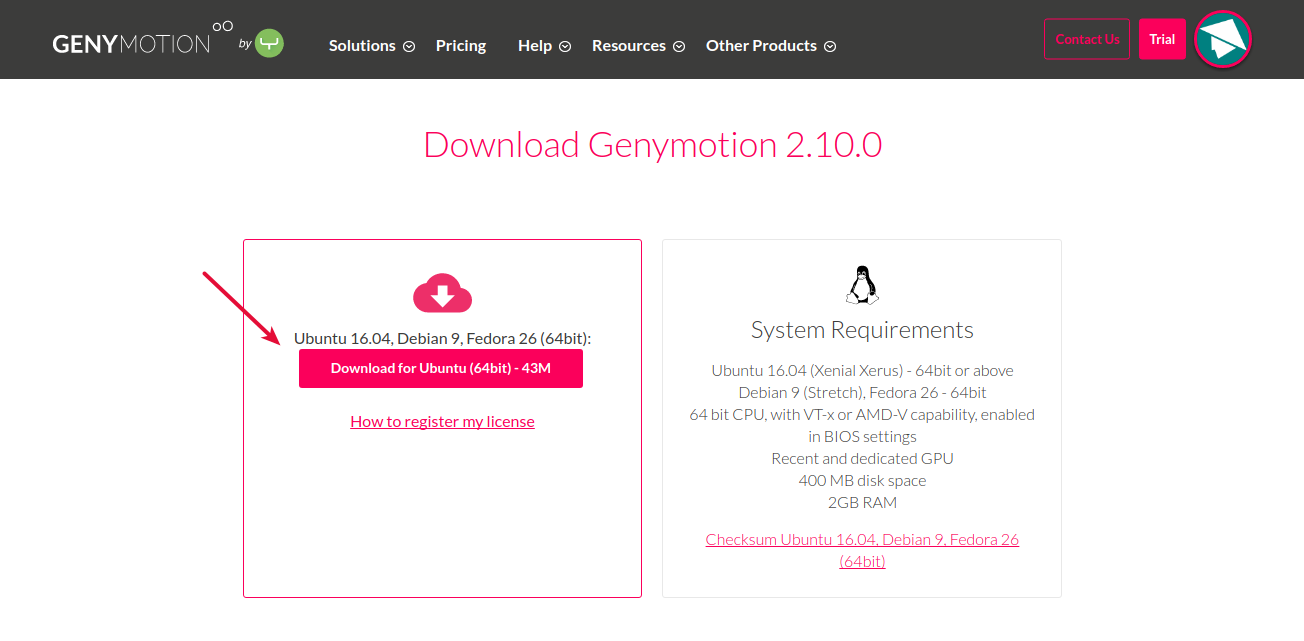 GENYMOTION oO by
Solutions Pricing Help Resources Other Products Contact Us Trial
Download Genymotion 2.10.0
Ubuntu 16.04, Debian 9, Fedora 26 (64bit):
Download for Ubuntu (64bit) - 43M
How to register my license
System Requirements
Ubuntu 16.04 (Xenial Xerus) - 64bit or above
Debian 9 (Stretch), Fedora 26 - 64bit
64 bit CPU, with VT-x or AMD-V capability, enabled
in BIOS settings
Recent and dedicated GPU
400 MB disk space
2GB RAM
Checksum Ubuntu 16.04, Debian 9, Fedora 26
(64bit)